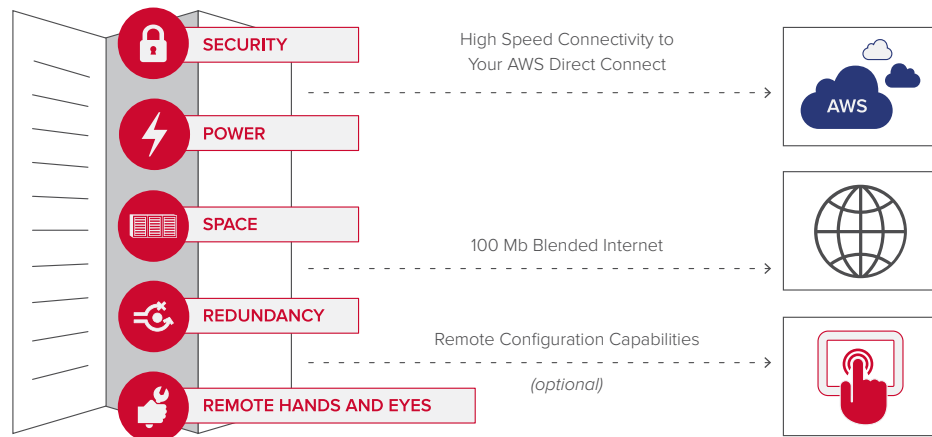 SECURITY
POWER
SPACE
REDUNDANCY
REMOTE HANDS AND EYES
High Speed Connectivity to
Your AWS Direct Connect
AWS
100 Mb Blended Internet
Remote Configuration Capabilities
(optional)